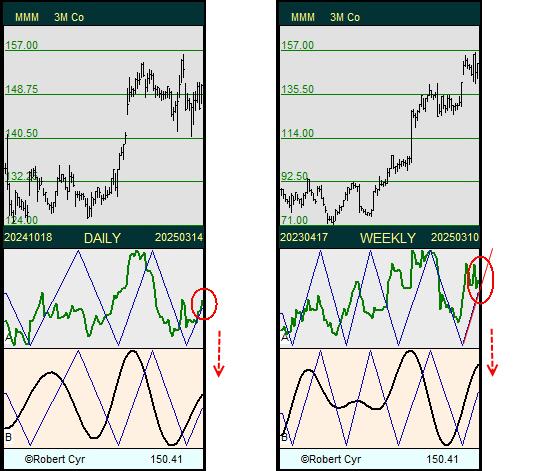 MMM 3M Co
157.00
148.75
140.50
132.25
124.00
20241018 DAILY 20250314
A
B
©Robert Cyr 150.41
MMM 3M Co
157.00
135.50
114.00
92.50
71.00
20230417 WEEKLY 20250310
A
B
©Robert Cyr 150.41